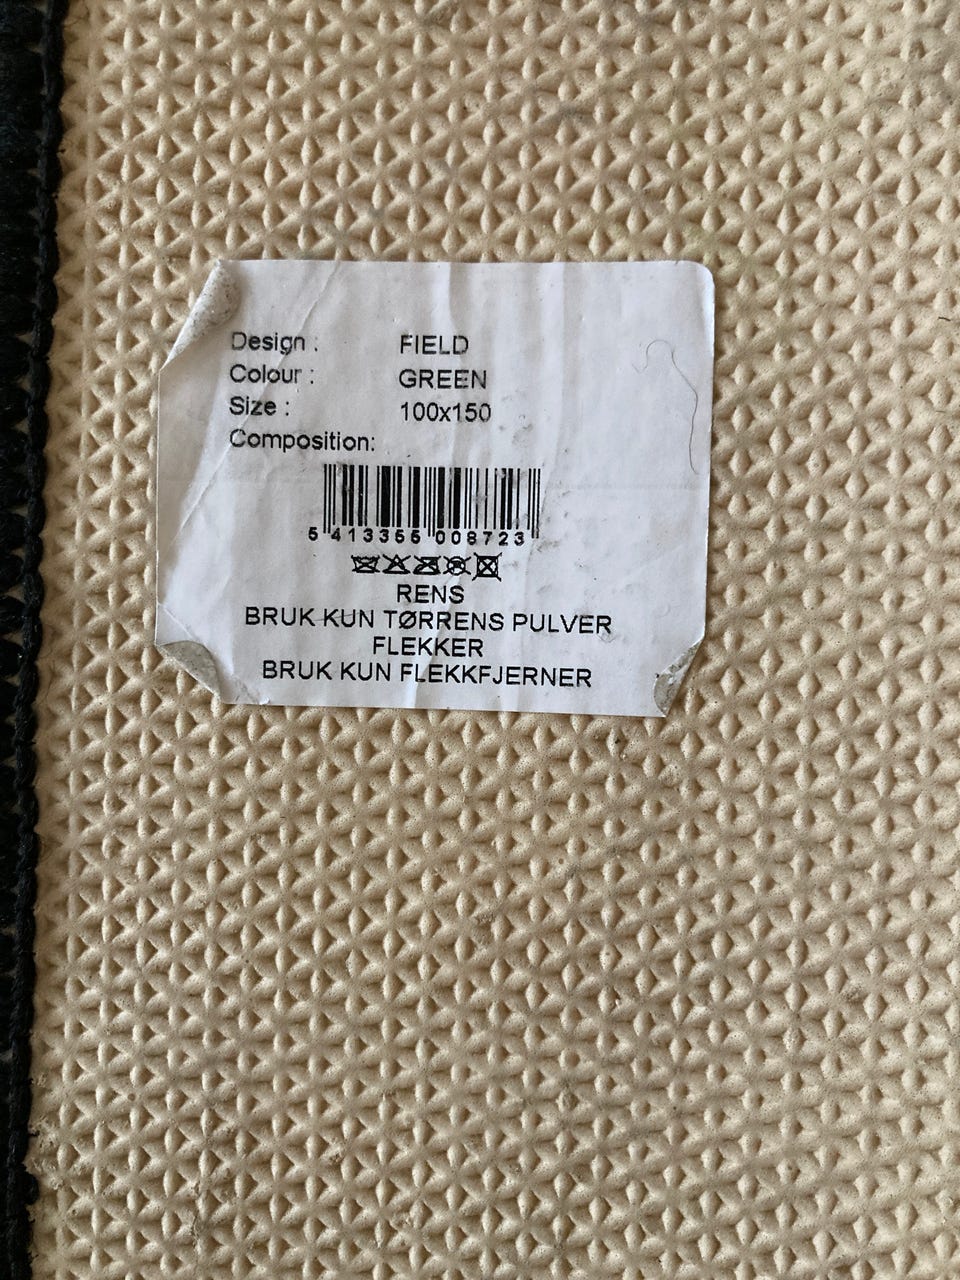 Design : FIELD
Colour : GREEN
Size : 100x150
Composition:
5 413355 008723
RENS
BRUK KUN TØRRENS PULVER
FLEKKER
BRUK KUN FLEKKFJERNER